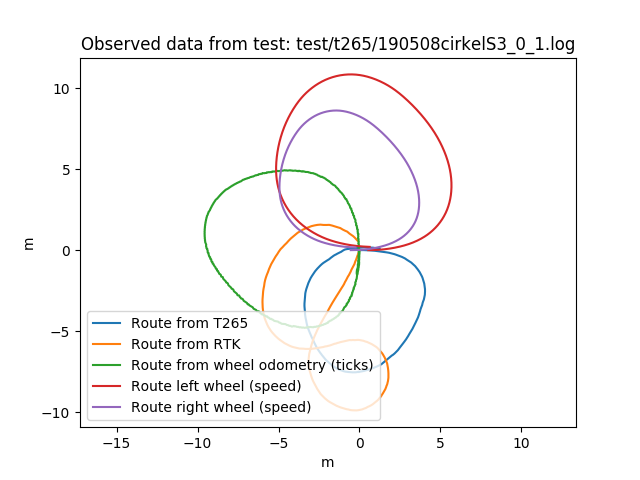 Observed data from test: test/t265/190508cirkelS3_0_1.log
10
5
0
−5
−10
m
Route from T265
Route from RTK
Route from wheel odometry (ticks)
Route left wheel (speed)
Route right wheel (speed)
−15 −10 −5 0 5 10
m